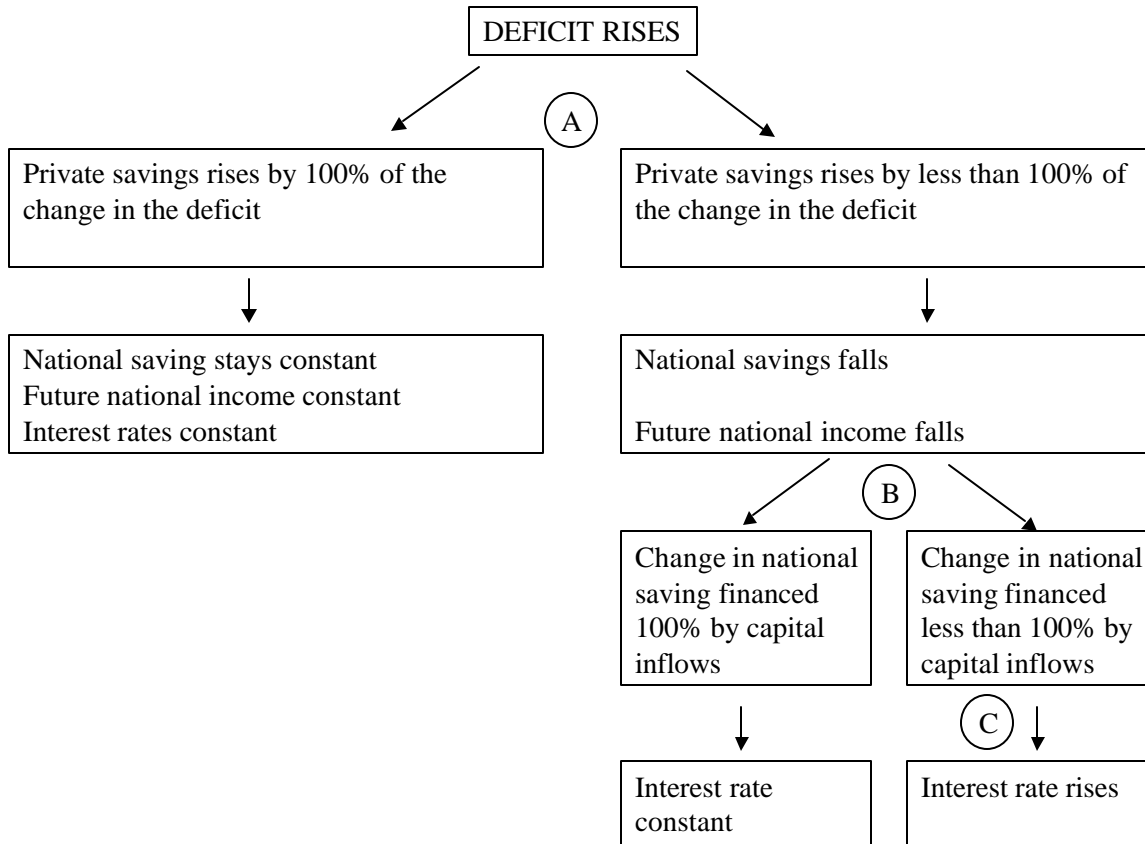 DEFICIT RISES
A
Private savings rises by 100% of the
change in the deficit
Private savings rises by less than 100% of
the change in the deficit
National saving stays constant
Future national income constant
Interest rates constant
National savings falls
Future national income falls
B
Change in national
saving financed
100% by capital
inflows
Change in national
saving financed
less than 100% by
capital inflows
C
Interest rate
constant
Interest rate rises